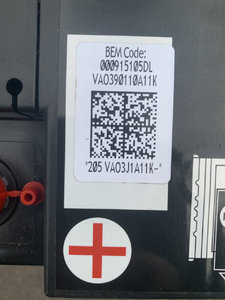 BEM Code:
000915105DL
VA0390110A11K
*205 VA03J1A11K-*